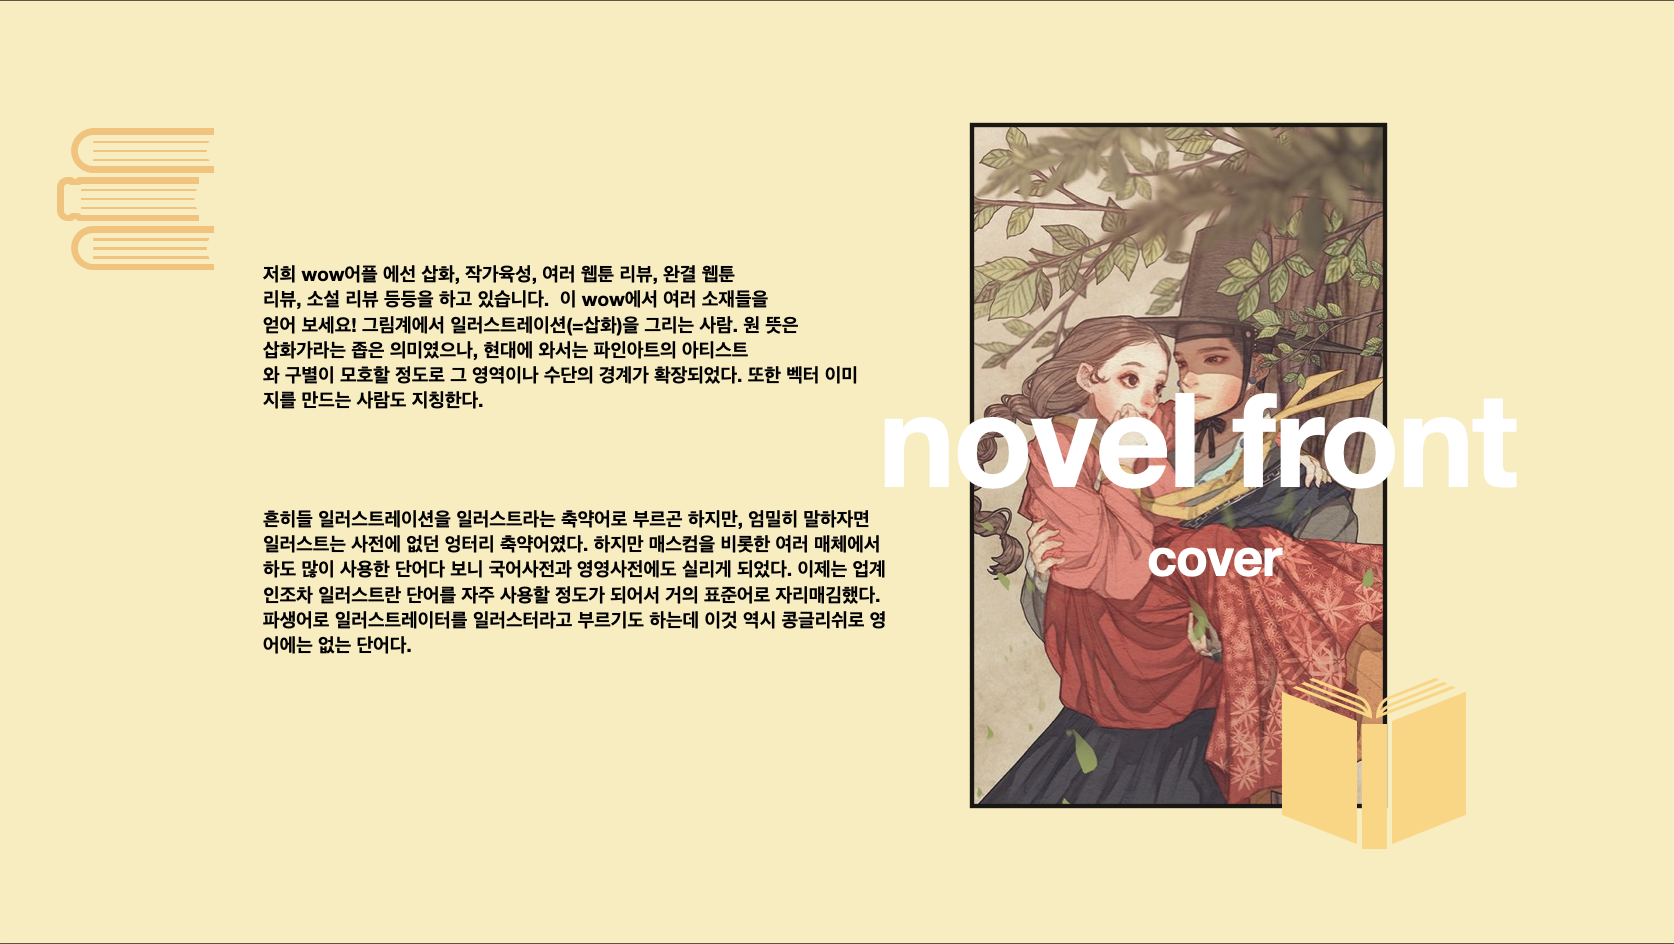 저희 wow어플 에선 삽화, 작가육성, 여러 웹툰 리뷰, 완결 웹툰
리뷰, 소설 리뷰 등등을 하고 있습니다.  이 wow에서 여러 소재들을
얻어 보세요! 그림계에서 일러스트레이션(=삽화)을 그리는 사람. 원 뜻은
삽화가라는 좁은 의미였으나, 현대에 와서는 파인아트의 아티스트
와 구별이 모호할 정도로 그 영역이나 수단의 경계가 확장되었다. 또한 벡터 이미
지를 만드는 사람도 지칭한다.
흔히들 일러스트레이션을 일러스트라는 축약어로 부르곤 하지만, 엄밀히 말하자면
일러스트는 사전에 없던 엉터리 축약어였다. 하지만 매스컴을 비롯한 여러 매체에서
하도 많이 사용한 단어다 보니 국어사전과 영영사전에도 실리게 되었다. 이제는 업계
인조차 일러스트란 단어를 자주 사용할 정도가 되어서 거의 표준어로 자리매김했다.
파생어로 일러스트레이터를 일러스터라고 부르기도 하는데 이것 역시 콩글리쉬로 영
어에는 없는 단어다.
novel front
cover